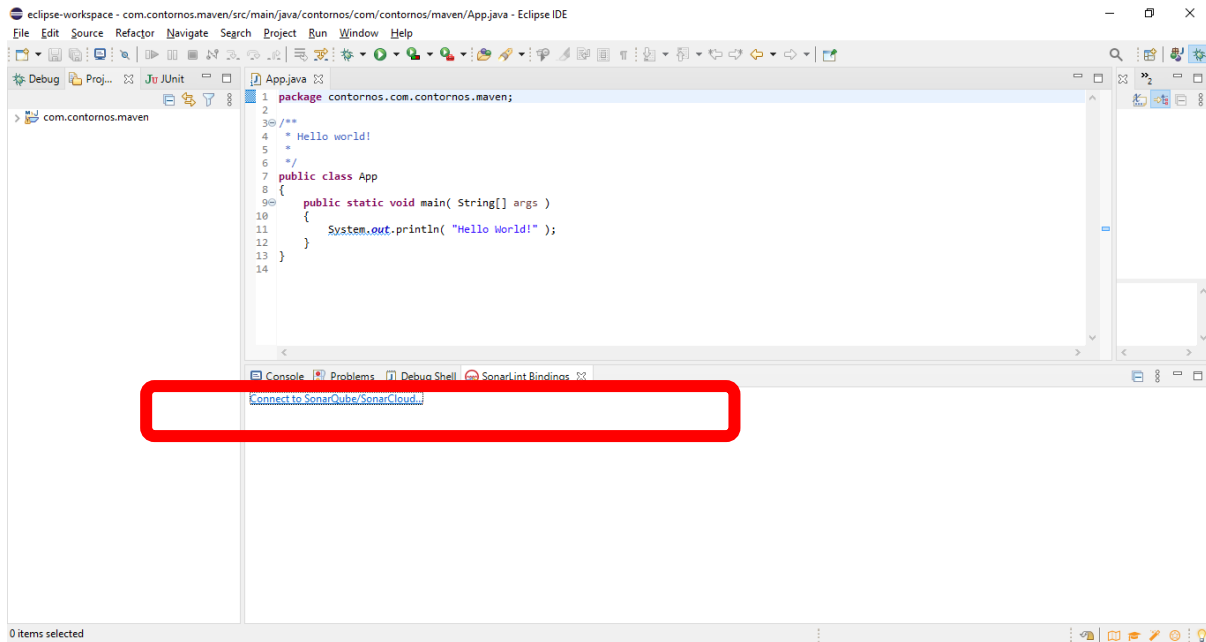 eclipse-workspace - com.contornos.maven/src/main/java/contornos/com/contornos/maven/App.java - Eclipse IDE
File Edit Source Refactor Navigate Search Project Run Window Help
Debug Proj... JUnit App.java
1 package contornos.com.contornos.maven;
com.contornos.maven
2
3 /**
4 * Hello world!
5 *
6 */
7 public class App
8 {
9 public static void main( String[] args )
10 {
11 System.out.println( "Hello World!" );
12 }
13 }
14
Console Problems Debug Shell SonarLint Bindings
Connect to SonarQube/SonarCloud...
0 items selected